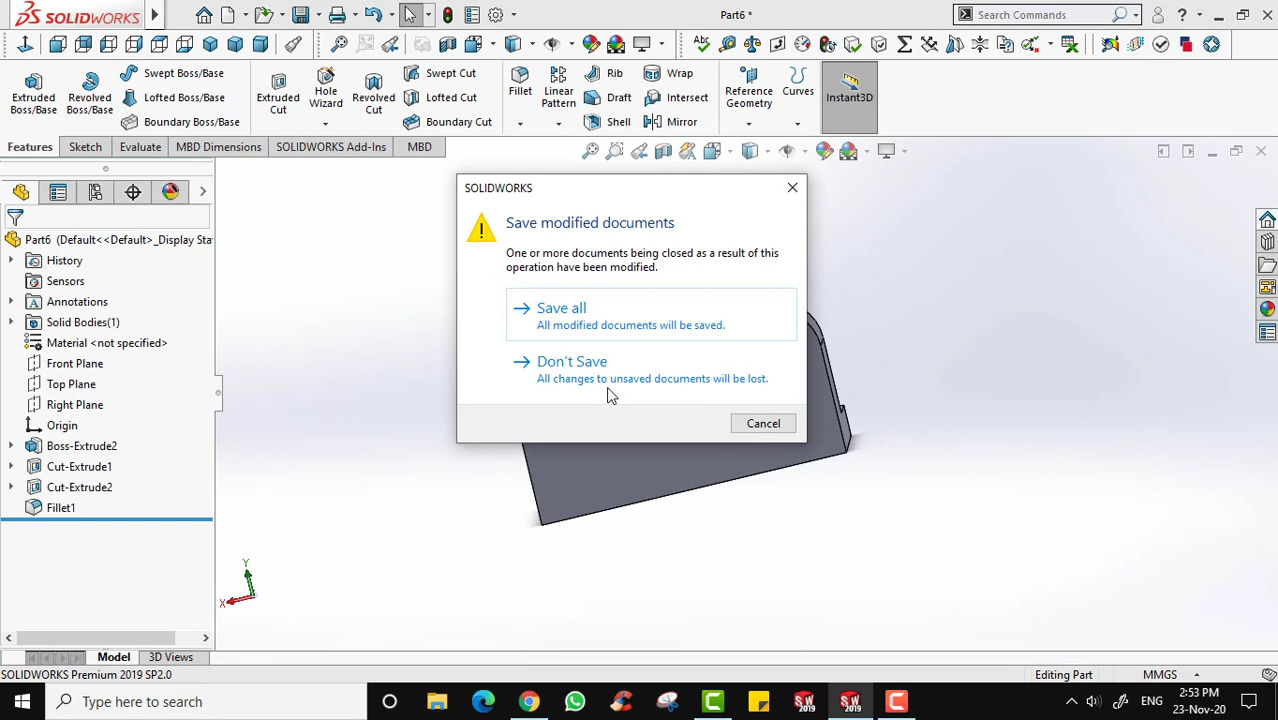 SOLIDWORKS
Part6 *
Search Commands
Extruded Boss/Base
Revolved Boss/Base
Swept Boss/Base
Lofted Boss/Base
Boundary Boss/Base
Extruded Cut
Hole Wizard
Revolved Cut
Swept Cut
Lofted Cut
Boundary Cut
Fillet
Linear Pattern
Rib
Draft
Shell
Wrap
Intersect
Mirror
Reference Geometry
Curves
Instant3D
Features
Sketch
Evaluate
MBD Dimensions
SOLIDWORKS Add-Ins
MBD
Part6 (Default<<Default>_Display Sta
History
Sensors
Annotations
Solid Bodies(1)
Material <not specified>
Front Plane
Top Plane
Right Plane
Origin
Boss-Extrude2
Cut-Extrude1
Cut-Extrude2
Fillet1
SOLIDWORKS
Save modified documents
One or more documents being closed as a result of this
operation have been modified.
Save all
All modified documents will be saved.
Don't Save
All changes to unsaved documents will be lost.
Cancel
Y
X
Model
3D Views
SOLIDWORKS Premium 2019 SP2.0
Editing Part
MMGS
Type here to search
SW 2019
SW 2019
ENG
2:53 PM
23-Nov-20